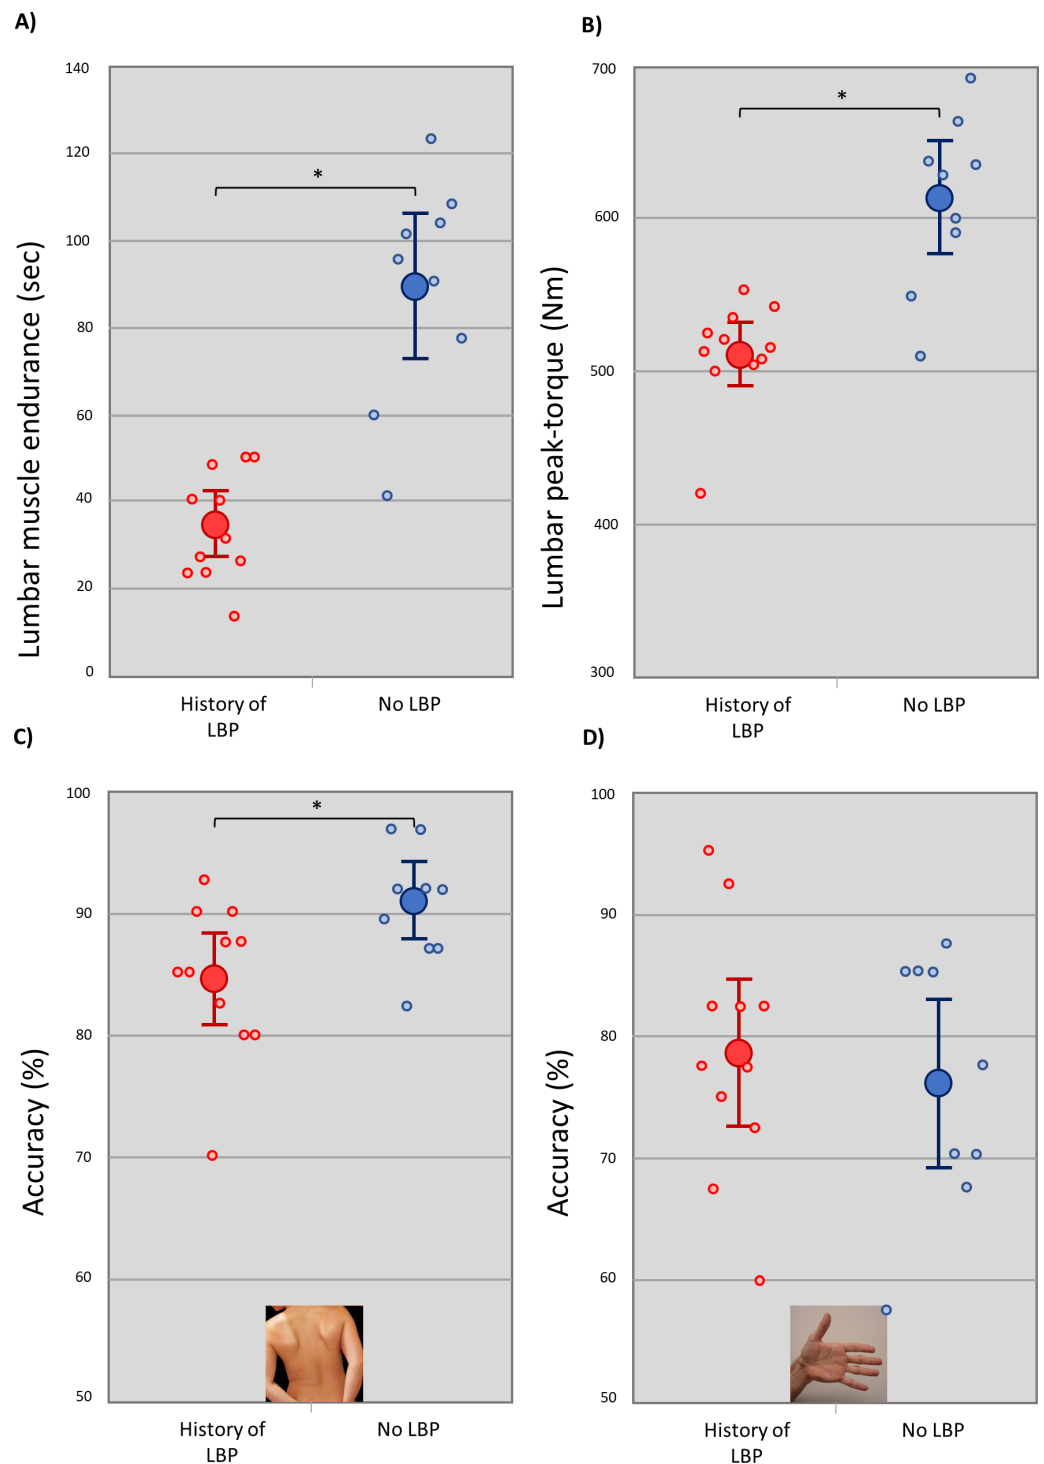 A)
B)
Lumbar muscle endurance (sec)
140
120
100
80
60
40
20
0
*
History of
LBP
No LBP
Lumbar peak-torque (Nm)
700
600
500
400
300
*
History of
LBP
No LBP
C)
D)
Accuracy (%)
100
90
80
70
60
50
*
History of
LBP
No LBP
Accuracy (%)
100
90
80
70
60
50
History of
LBP
No LBP